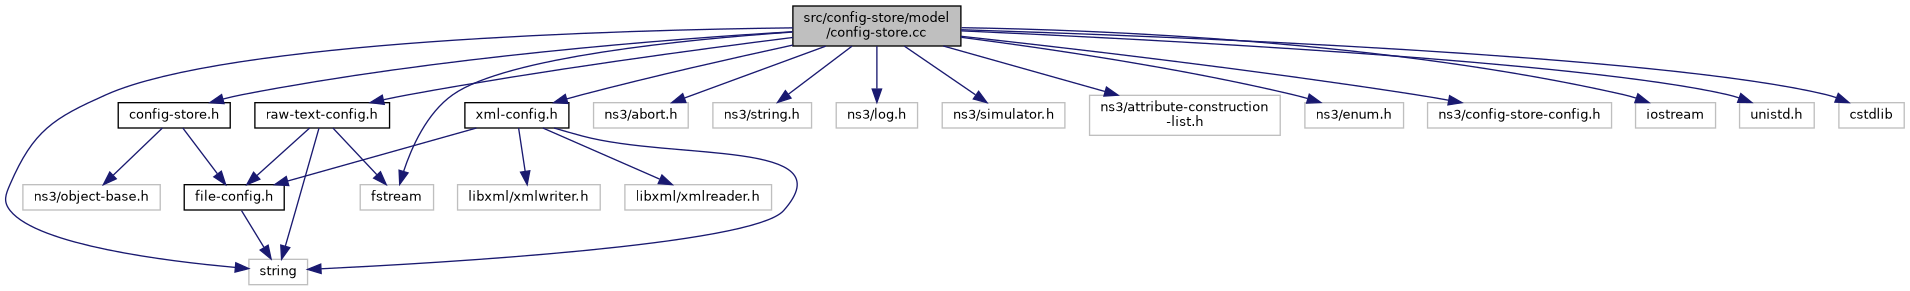 src/config-store/model
/config-store.cc
config-store.h
raw-text-config.h
xml-config.h
ns3/abort.h
ns3/string.h
ns3/log.h
ns3/simulator.h
ns3/attribute-construction
-list.h
ns3/enum.h
ns3/config-store-config.h
iostream
unistd.h
cstdlib
ns3/object-base.h
file-config.h
fstream
libxml/xmlwriter.h
libxml/xmlreader.h
string